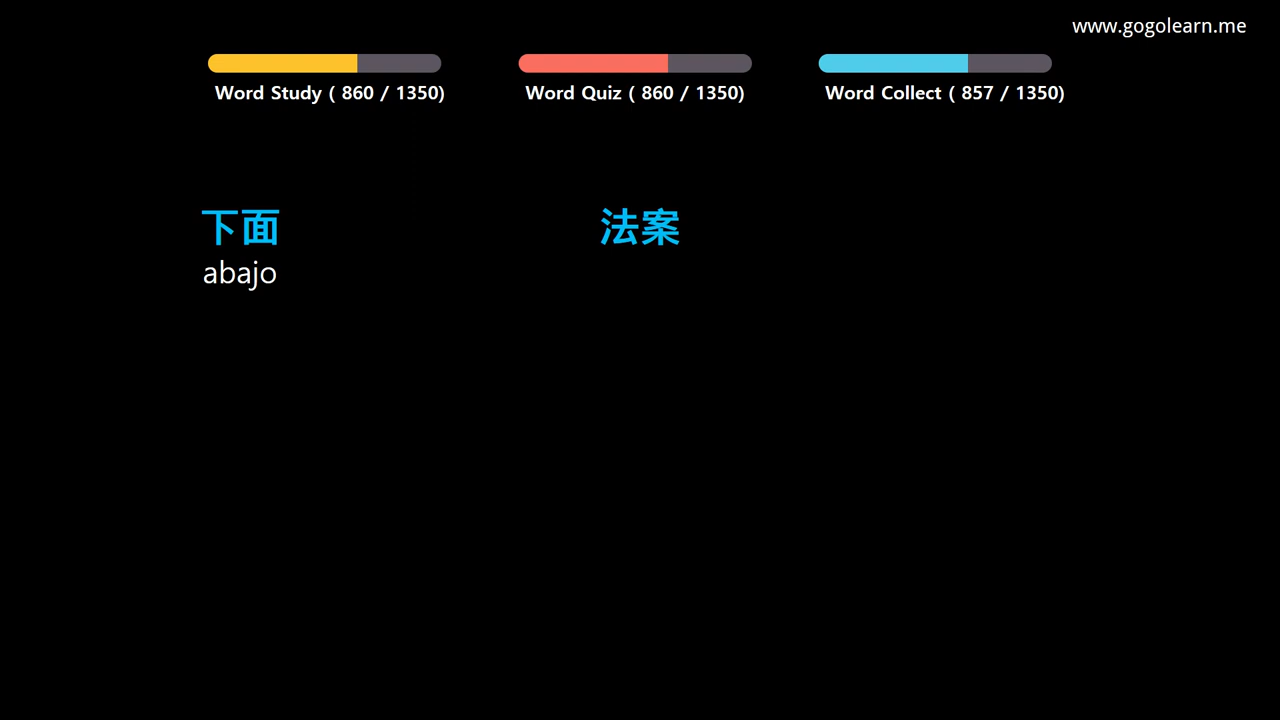 www.gogolearn.me
Word Study ( 860 / 1350)
Word Quiz ( 860 / 1350)
Word Collect ( 857 / 1350)
下面
abajo
法案